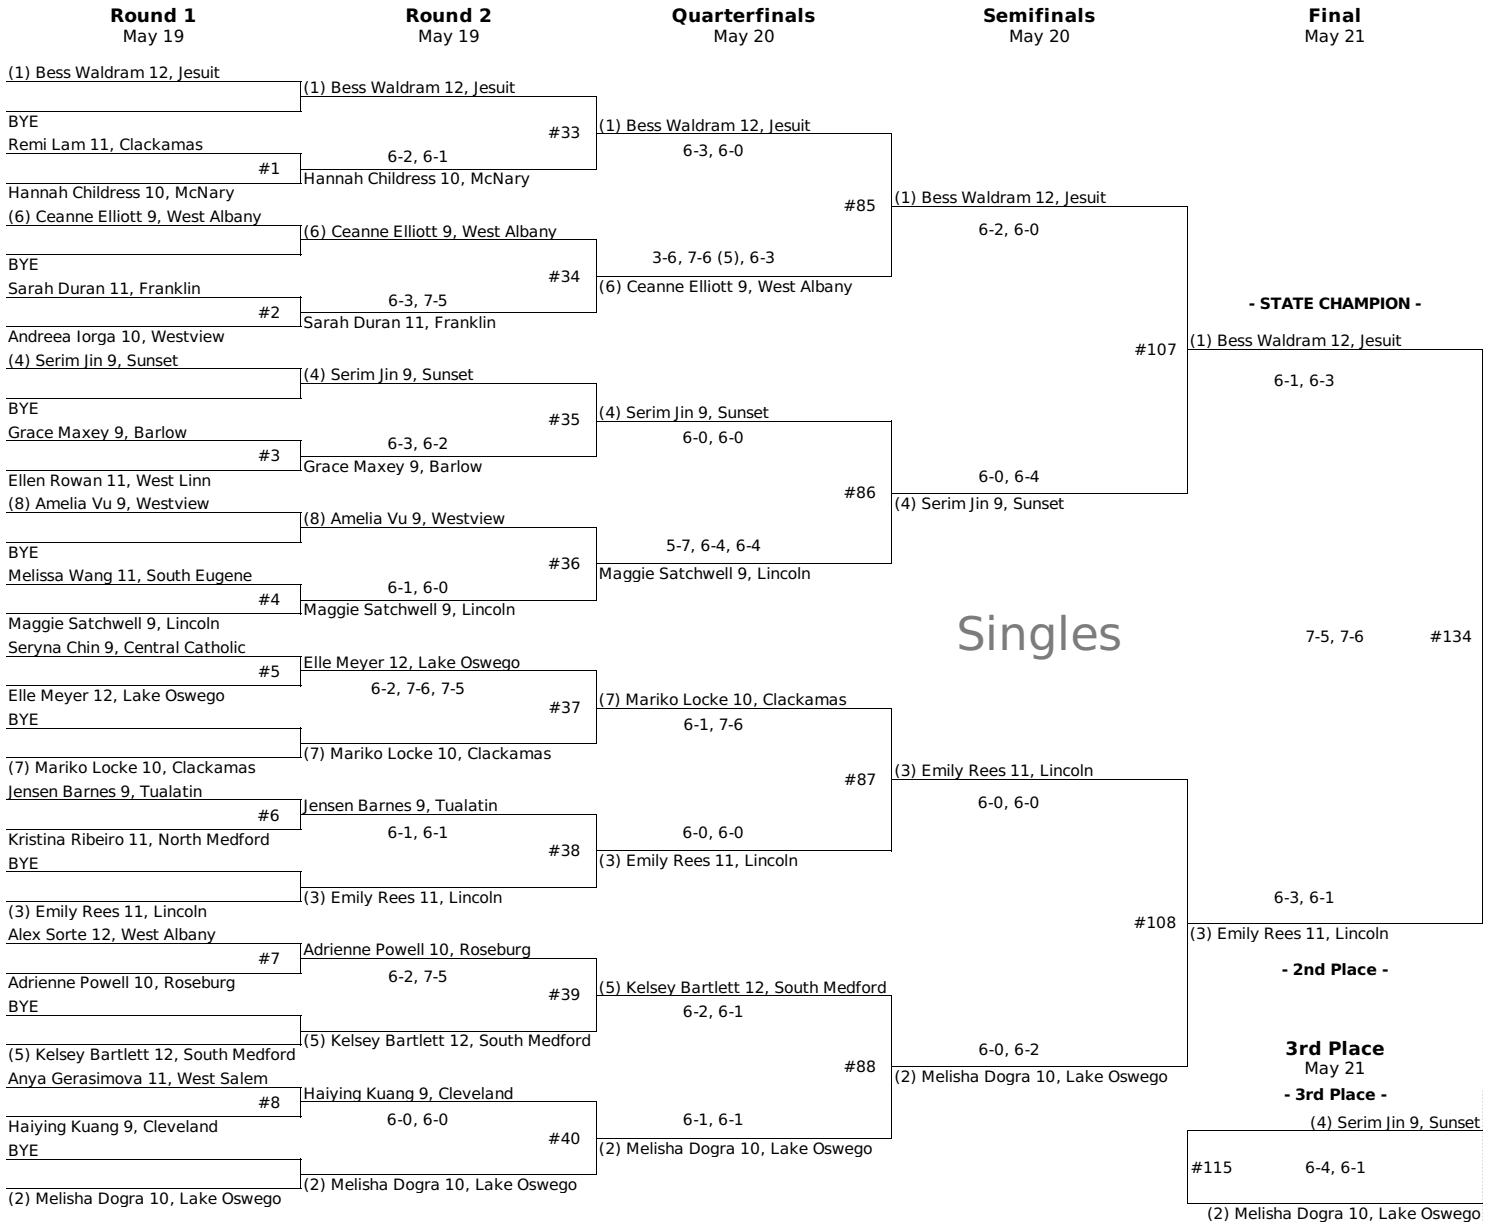 Round 1
May 19
Round 2
May 19
Quarterfinals
May 20
Semifinals
May 20
Final
May 21
(1) Bess Waldram 12, Jesuit
BYE
Remi Lam 11, Clackamas
#1
Hannah Childress 10, McNary
(6) Ceanne Elliott 9, West Albany
BYE
Sarah Duran 11, Franklin
#2
Andreea Iorga 10, Westview
(4) Serim Jin 9, Sunset
BYE
Grace Maxey 9, Barlow
#3
Ellen Rowan 11, West Linn
(8) Amelia Vu 9, Westview
BYE
Melissa Wang 11, South Eugene
#4
Maggie Satchwell 9, Lincoln
Seryna Chin 9, Central Catholic
#5
Elle Meyer 12, Lake Oswego
BYE
(7) Mariko Locke 10, Clackamas
Jensen Barnes 9, Tualatin
#6
Kristina Ribeiro 11, North Medford
BYE
(3) Emily Rees 11, Lincoln
Alex Sorte 12, West Albany
#7
Adrienne Powell 10, Roseburg
BYE
(5) Kelsey Bartlett 12, South Medford
Anya Gerasimova 11, West Salem
#8
Haiying Kuang 9, Cleveland
BYE
(2) Melisha Dogra 10, Lake Oswego
(1) Bess Waldram 12, Jesuit
#33
6-2, 6-1
Hannah Childress 10, McNary
(6) Ceanne Elliott 9, West Albany
#34
6-3, 7-5
Sarah Duran 11, Franklin
(4) Serim Jin 9, Sunset
#35
6-3, 6-2
Grace Maxey 9, Barlow
(8) Amelia Vu 9, Westview
#36
6-1, 6-0
Maggie Satchwell 9, Lincoln
Elle Meyer 12, Lake Oswego
6-2, 7-6, 7-5
#37
(7) Mariko Locke 10, Clackamas
Jensen Barnes 9, Tualatin
6-1, 6-1
#38
(3) Emily Rees 11, Lincoln
Adrienne Powell 10, Roseburg
6-2, 7-5
#39
(5) Kelsey Bartlett 12, South Medford
Haiying Kuang 9, Cleveland
6-0, 6-0
#40
(2) Melisha Dogra 10, Lake Oswego
(1) Bess Waldram 12, Jesuit
6-3, 6-0
#85
3-6, 7-6 (5), 6-3
(6) Ceanne Elliott 9, West Albany
(4) Serim Jin 9, Sunset
6-0, 6-0
#86
5-7, 6-4, 6-4
Maggie Satchwell 9, Lincoln
(7) Mariko Locke 10, Clackamas
6-1, 7-6
#87
6-0, 6-0
(3) Emily Rees 11, Lincoln
(5) Kelsey Bartlett 12, South Medford
6-2, 6-1
#88
6-1, 6-1
(2) Melisha Dogra 10, Lake Oswego
(1) Bess Waldram 12, Jesuit
6-2, 6-0
#107
6-0, 6-4
(4) Serim Jin 9, Sunset
Singles
(3) Emily Rees 11, Lincoln
6-0, 6-0
#108
6-0, 6-2
(2) Melisha Dogra 10, Lake Oswego
- STATE CHAMPION -
(1) Bess Waldram 12, Jesuit
6-1, 6-3
7-5, 7-6 #134
6-3, 6-1
(3) Emily Rees 11, Lincoln
- 2nd Place -
3rd Place
May 21
- 3rd Place -
(4) Serim Jin 9, Sunset
#115 6-4, 6-1
(2) Melisha Dogra 10, Lake Oswego